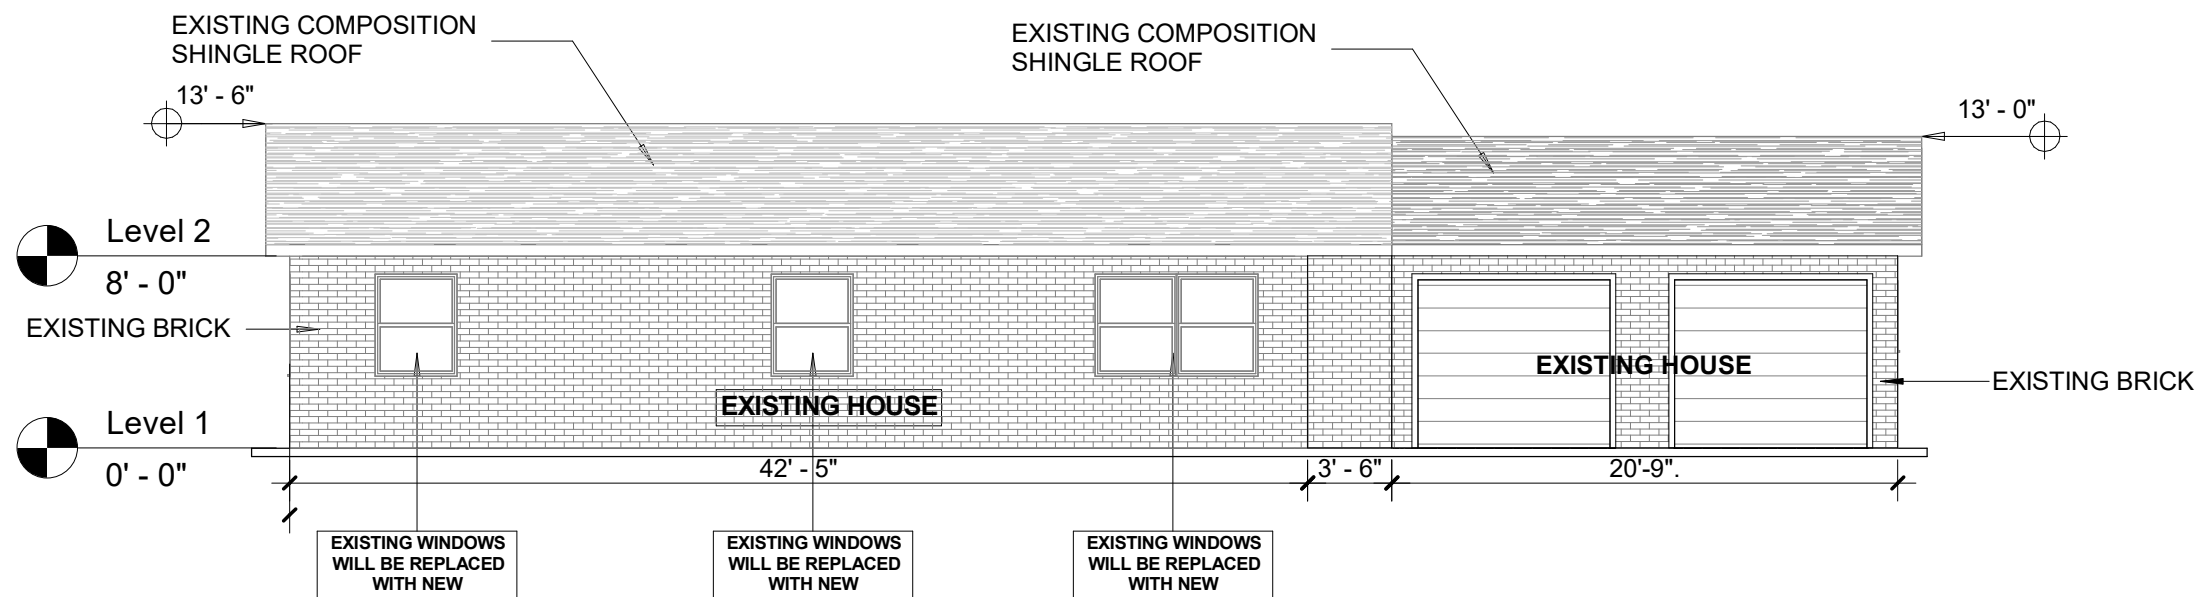 EXISTING COMPOSITION
SHINGLE ROOF
EXISTING COMPOSITION
SHINGLE ROOF
13' - 6"
13' - 0"
Level 2
8' - 0"
EXISTING BRICK
EXISTING HOUSE
EXISTING BRICK
EXISTING HOUSE
Level 1
0' - 0"
42' - 5"
3' - 6"
20'-9".
EXISTING WINDOWS
WILL BE REPLACED
WITH NEW
EXISTING WINDOWS
WILL BE REPLACED
WITH NEW
EXISTING WINDOWS
WILL BE REPLACED
WITH NEW